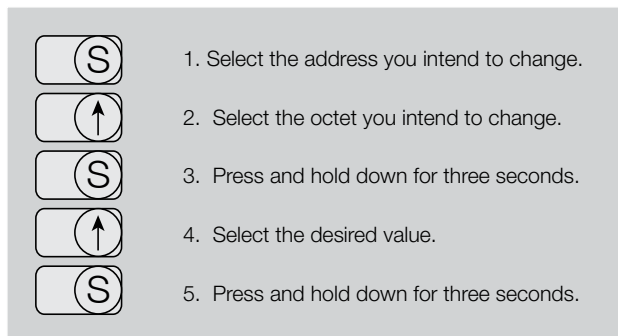 S 1. Select the address you intend to change.
↑ 2. Select the octet you intend to change.
S 3. Press and hold down for three seconds.
↑ 4. Select the desired value.
S 5. Press and hold down for three seconds.